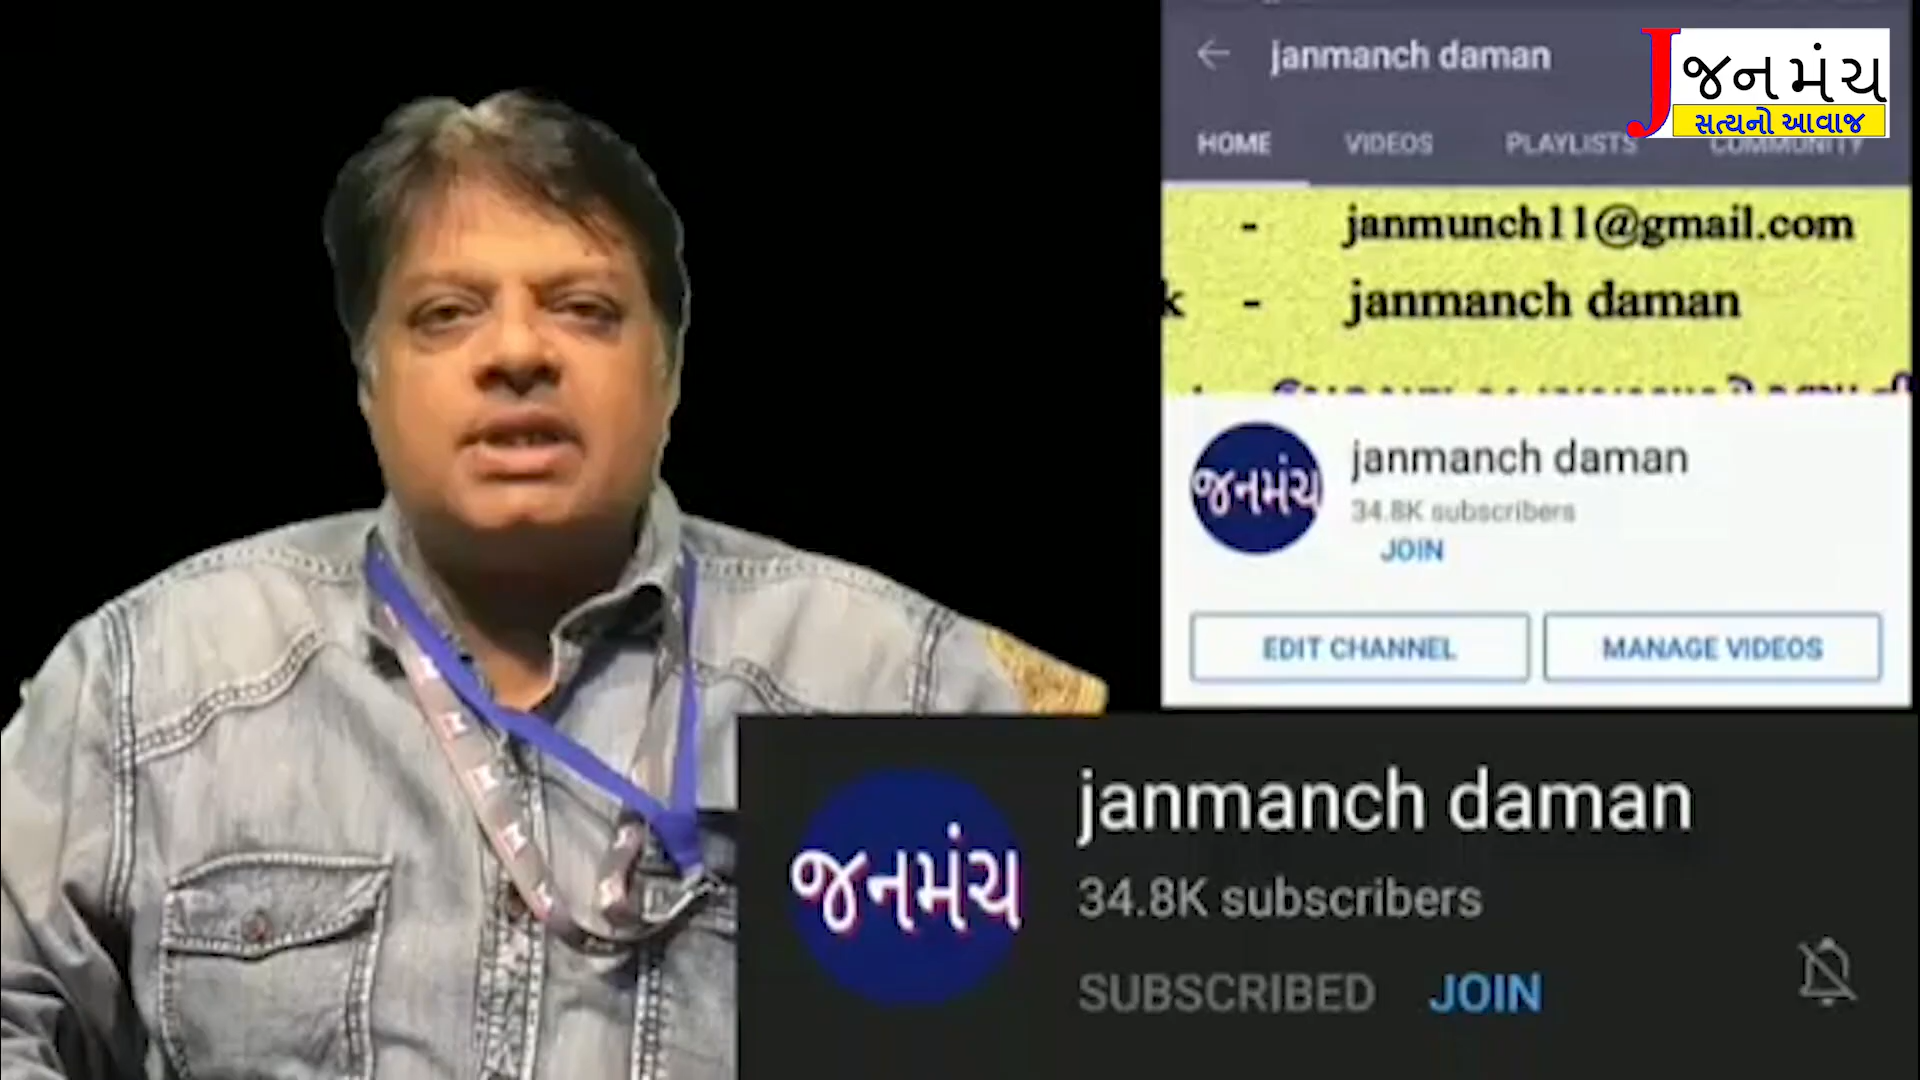 janmanch daman
જનમંચ
સત્યનો આવાજ
HOME VIDEOS PLAYLISTS COMMUNITY
- janmunch11@gmail.com
k - janmanch daman
જનમંચ
janmanch daman
34.8K subscribers
JOIN
EDIT CHANNEL MANAGE VIDEOS
જનમંચ
janmanch daman
34.8K subscribers
SUBSCRIBED JOIN